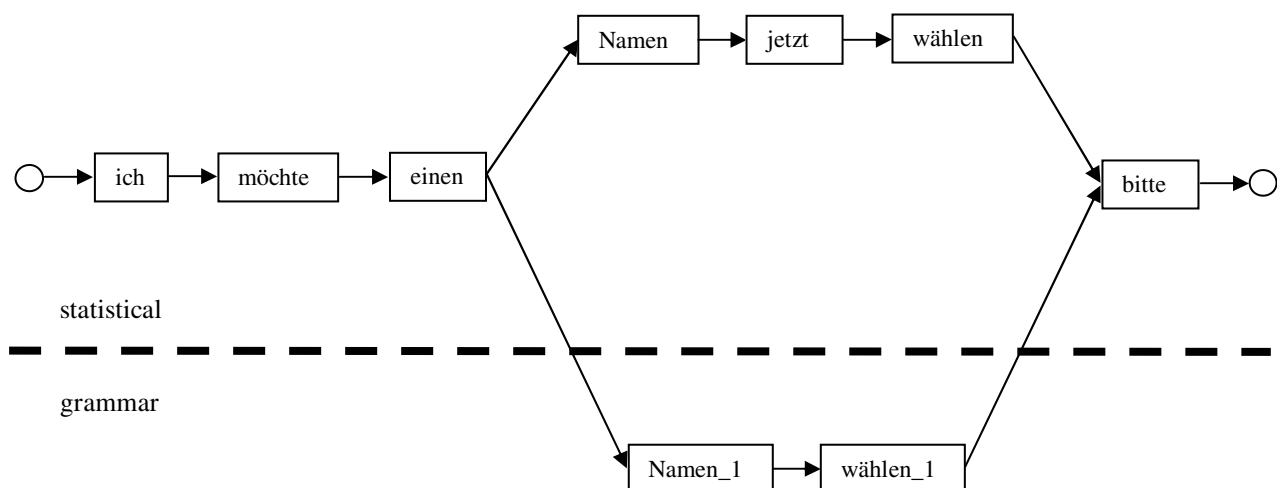 Namen jetzt wählen
ich möchte einen bitte
statistical
grammar
Namen_1 wählen_1